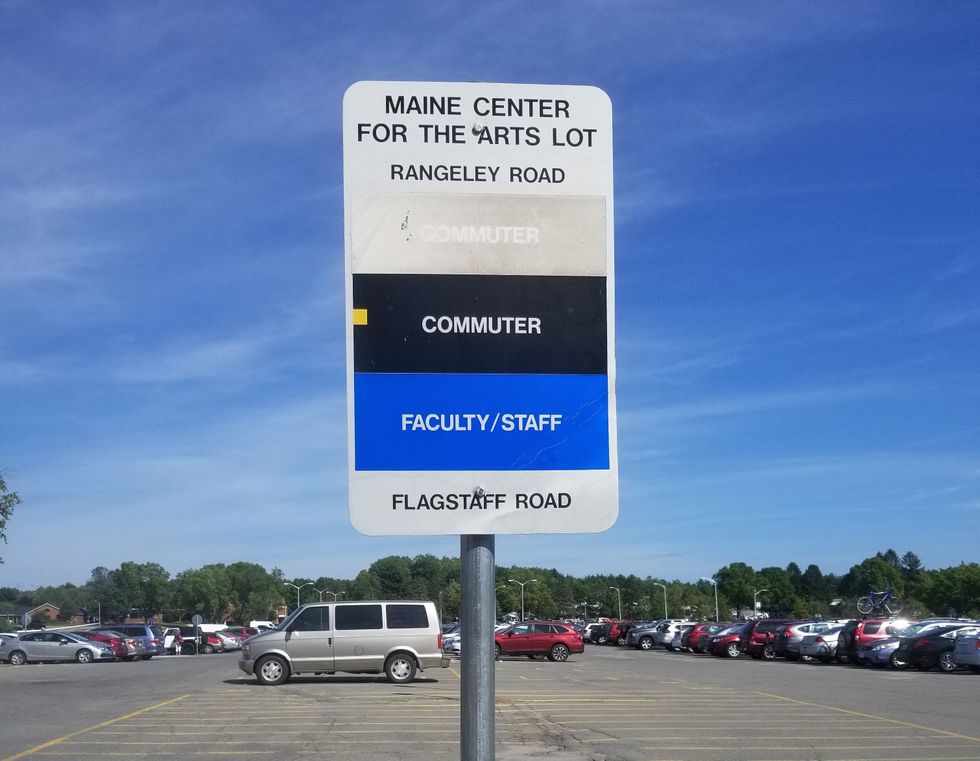 MAINE CENTER
FOR THE ARTS LOT
RANGELEY ROAD
COMMUTER
COMMUTER
FACULTY/STAFF
FLAGSTAFF ROAD